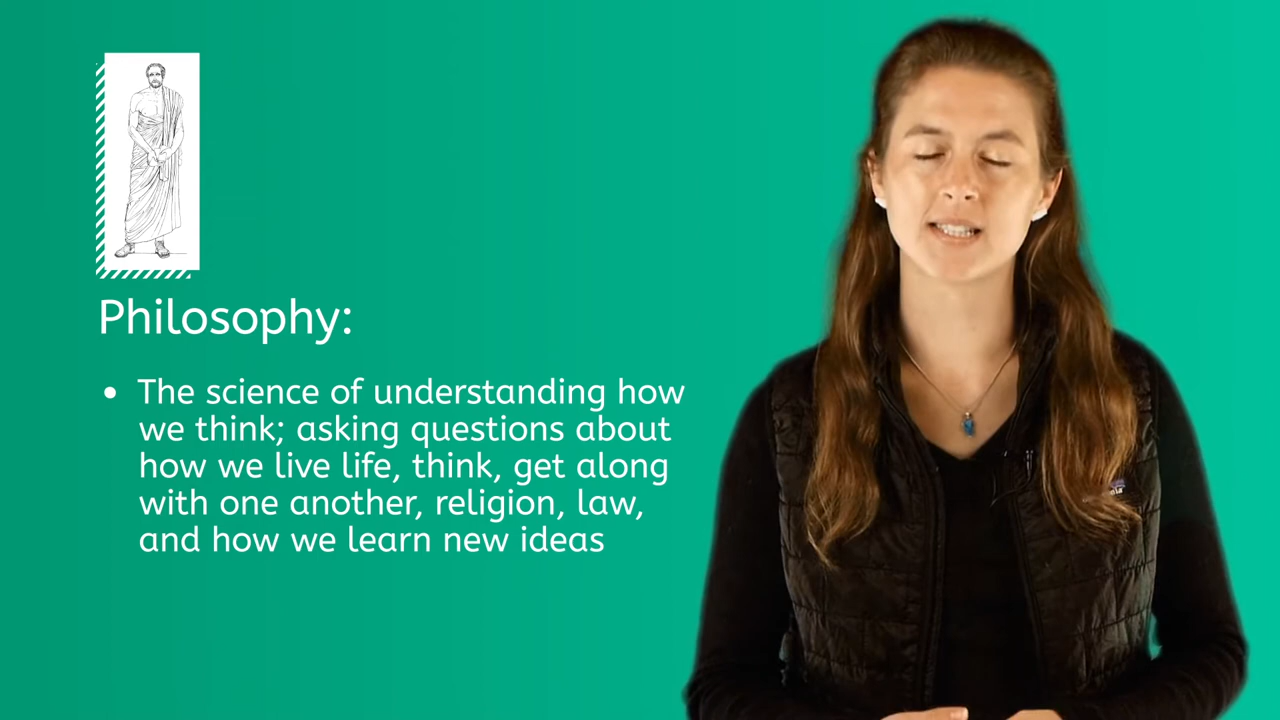 Philosophy:
• The science of understanding how
we think; asking questions about
how we live life, think, get along
with one another, religion, law,
and how we learn new ideas